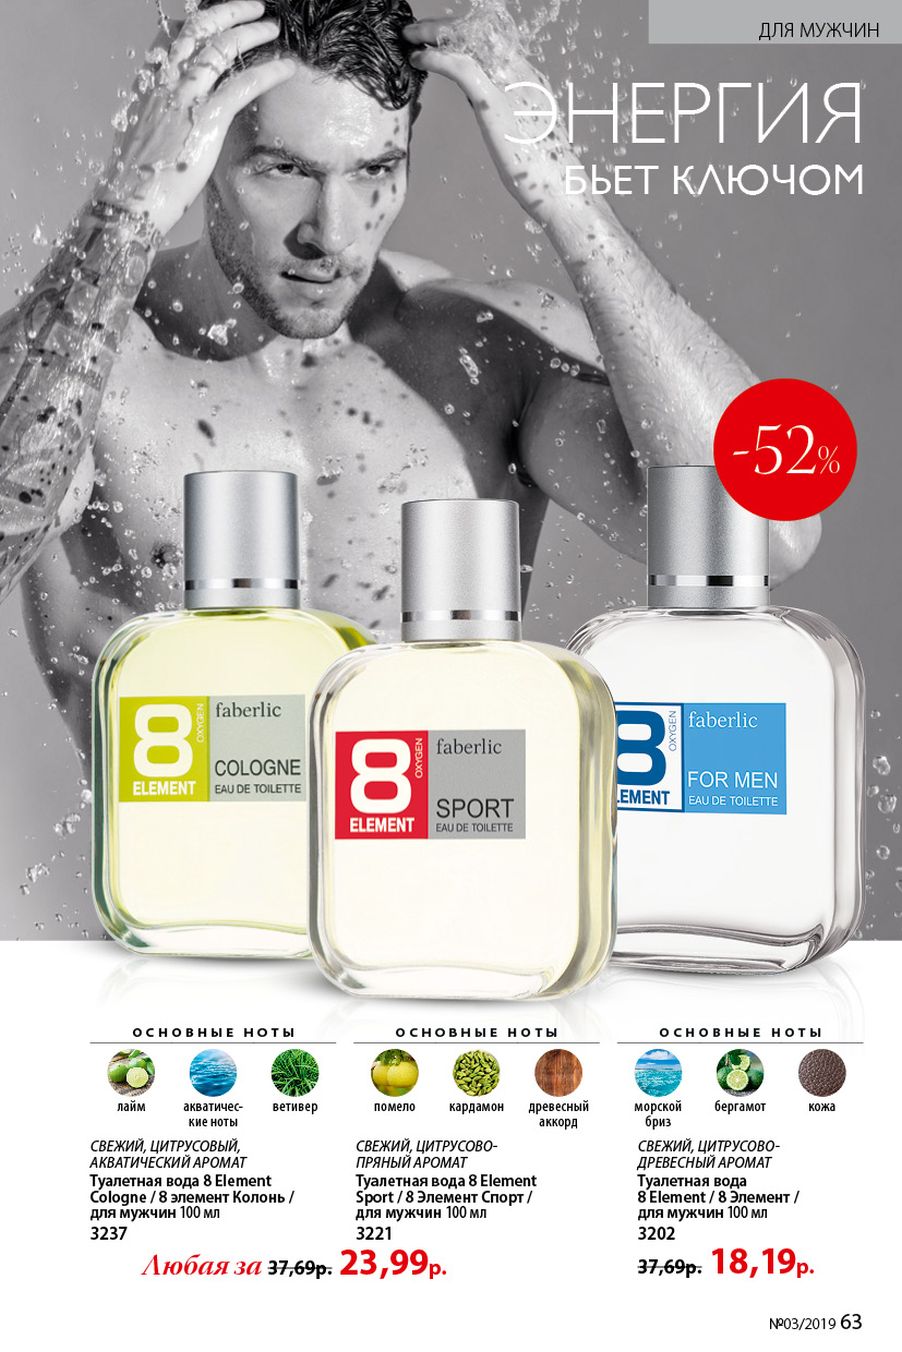 ДЛЯ МУЖЧИН
ЭНЕРГИЯ
БЬЕТ КЛЮЧОМ
-52%
8
OXYGEN
ELEMENT
faberlic
COLOGNE
EAU DE TOILETTE
8
OXYGEN
ELEMENT
faberlic
SPORT
EAU DE TOILETTE
8
OXYGEN
LEMENT
faberlic
FOR MEN
EAU DE TOILETTE
ОСНОВНЫЕ НОТЫ
лайм
акватичес-
кие ноты
ветивер
СВЕЖИЙ, ЦИТРУСОВЫЙ,
АКВАТИЧЕСКИЙ АРОМАТ
Туалетная вода 8 Element
Cologne / 8 элемент Колонь /
для мужчин 100 мл
3237
ОСНОВНЫЕ НОТЫ
помело
кардамон
древесный
аккорд
СВЕЖИЙ, ЦИТРУСОВО-
ПРЯНЫЙ АРОМАТ
Туалетная вода 8 Element
Sport / 8 Элемент Спорт /
для мужчин 100 мл
3221
Любая за 37,69р. 23,99р.
ОСНОВНЫЕ НОТЫ
морской
бриз
бергамот
кожа
СВЕЖИЙ, ЦИТРУСОВО-
ДРЕВЕСНЫЙ АРОМАТ
Туалетная вода
8 Element / 8 Элемент /
для мужчин 100 мл
3202
37,69р. 18,19р.
№03/2019 63